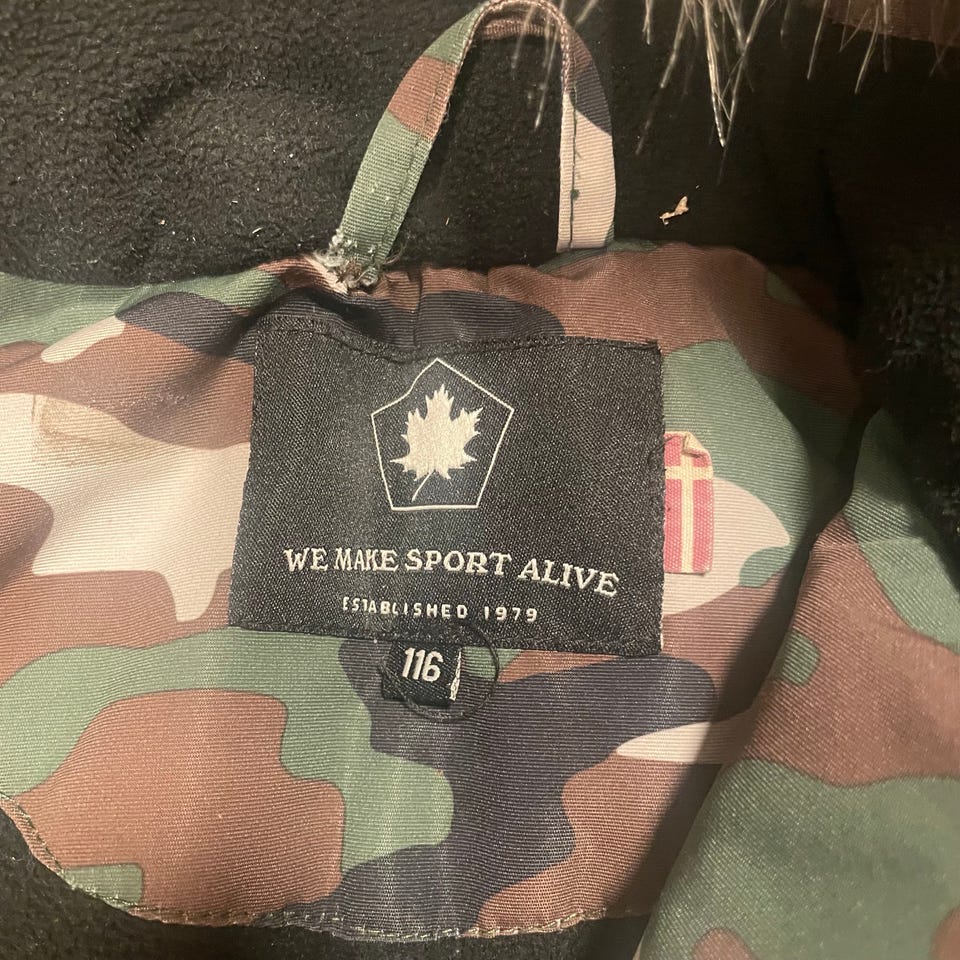 WE MAKE SPORT ALIVE
ESTABLISHED 1979
116